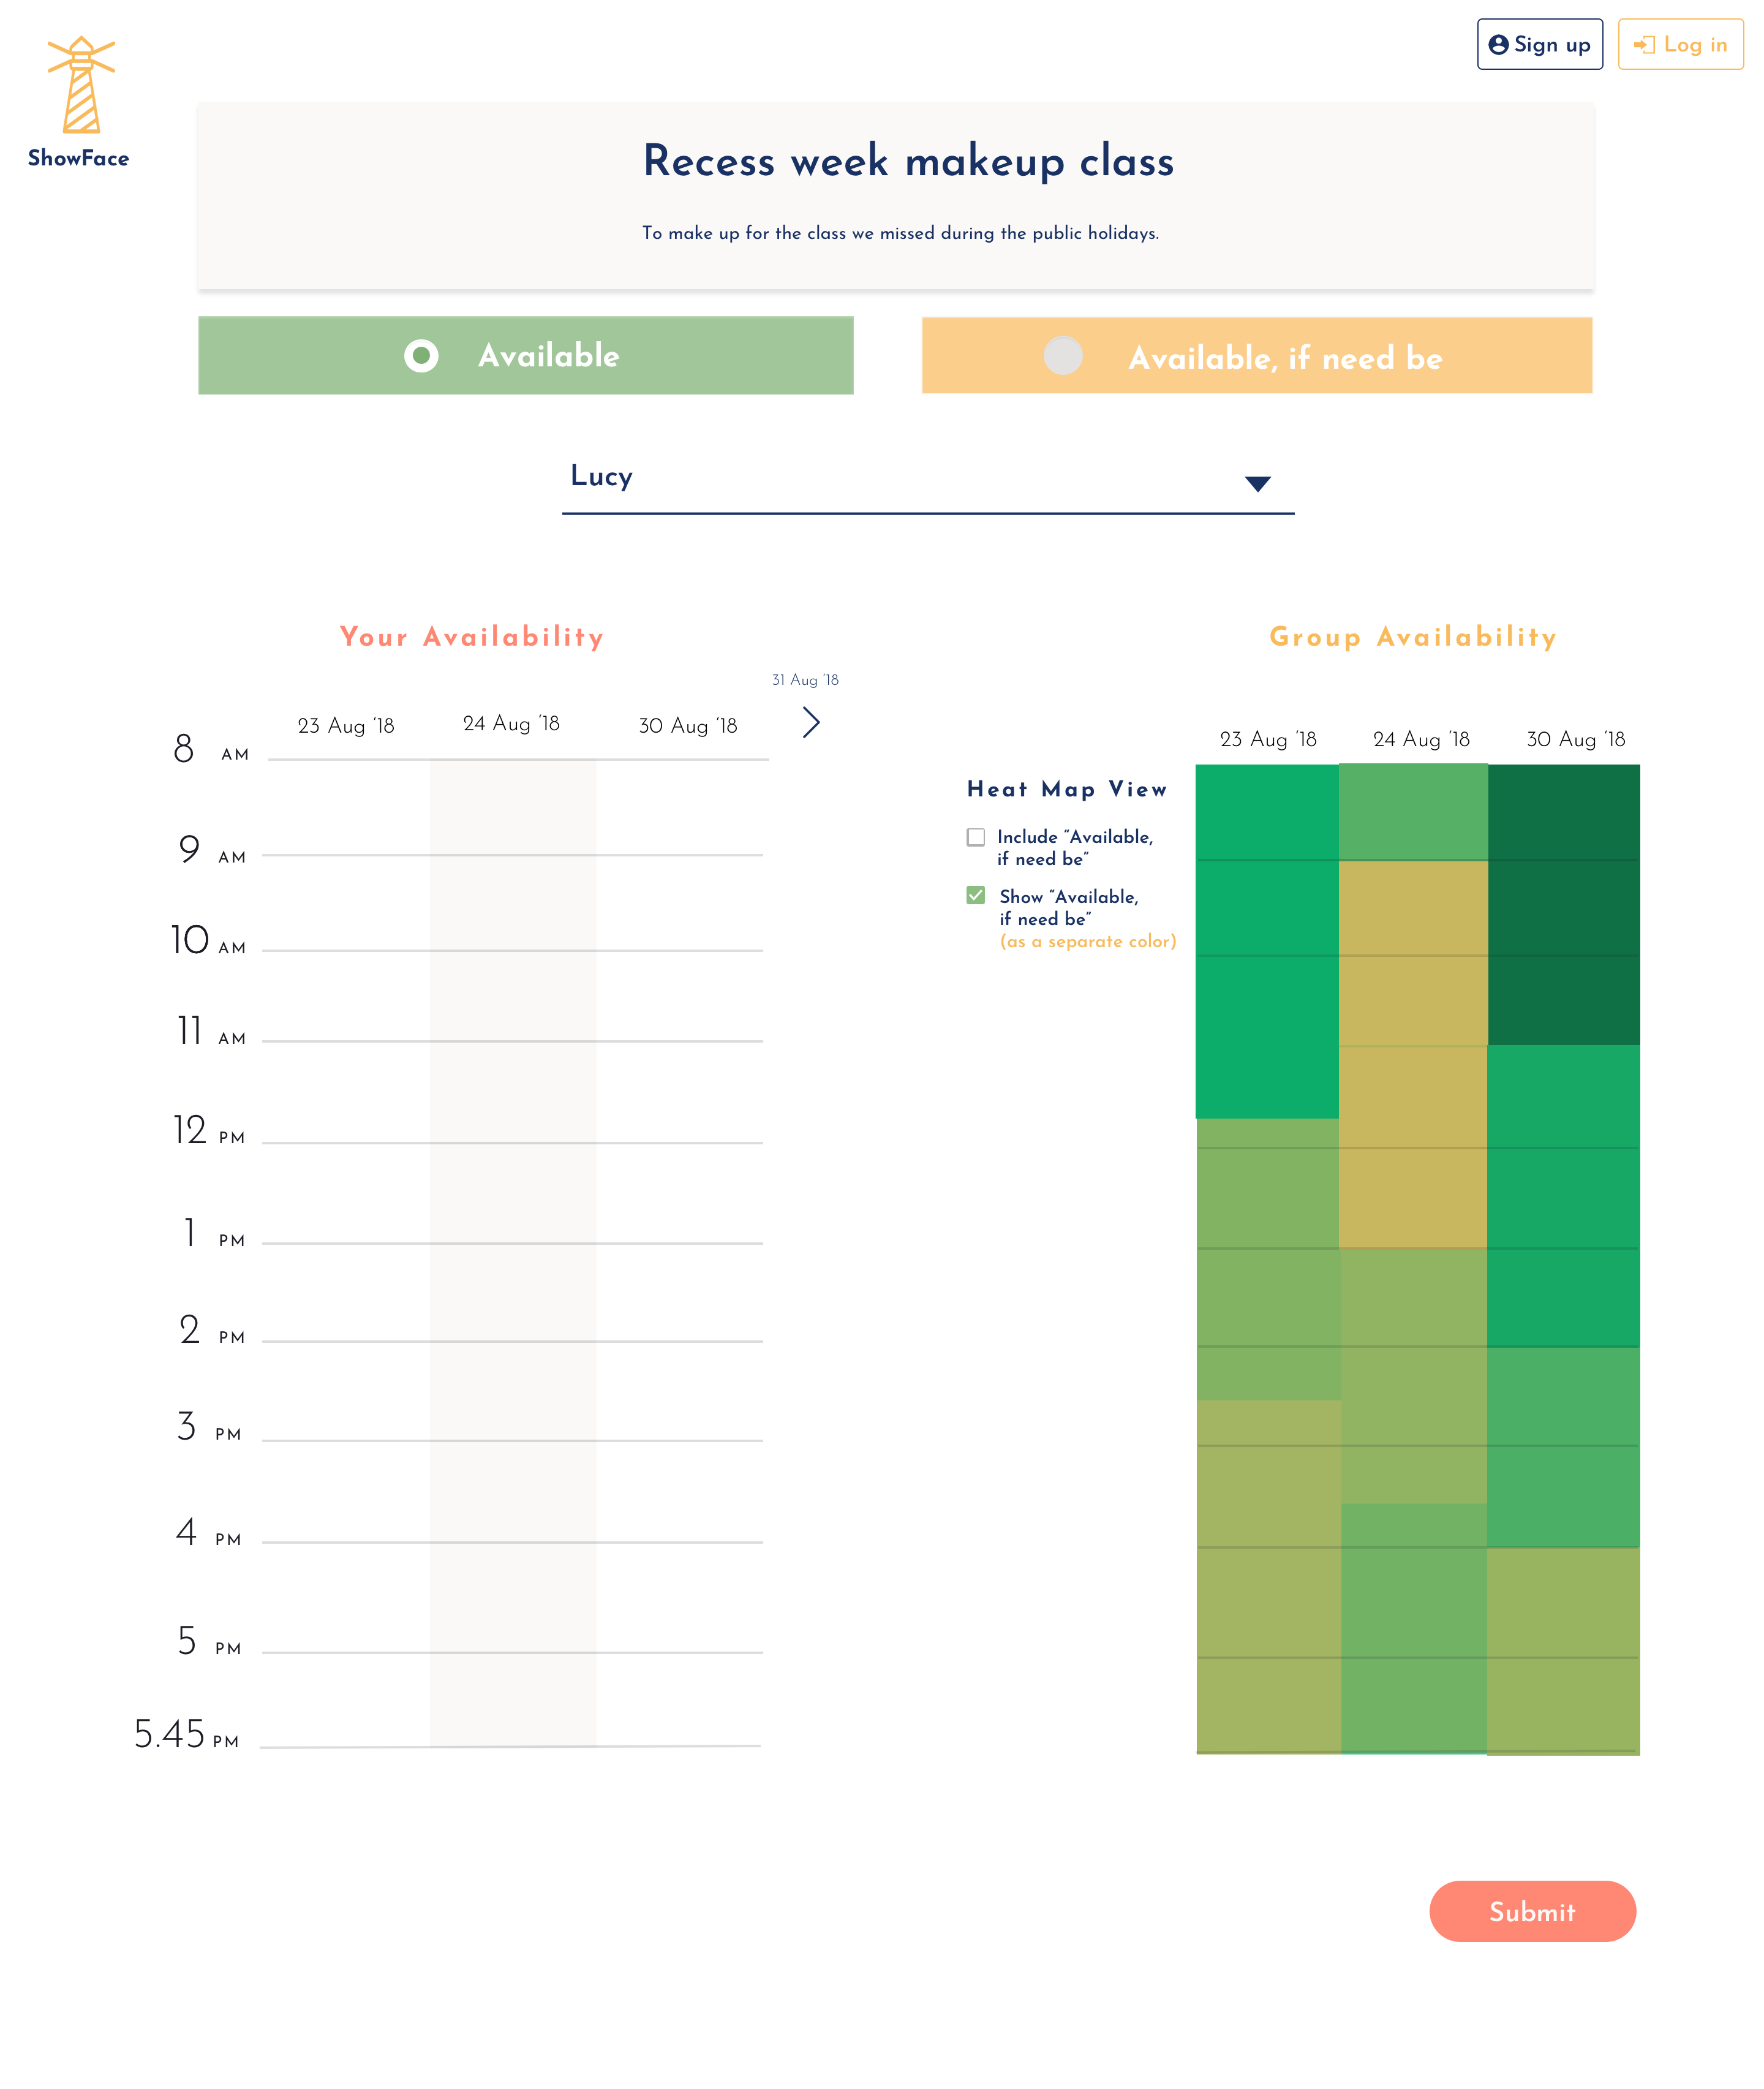 Sign up
Log in
ShowFace
Recess week makeup class
To make up for the class we missed during the public holidays.
Available
Available, if need be
Lucy
Your Availability
Group Availability
31 Aug '18
23 Aug '18
24 Aug '18
30 Aug '18
23 Aug '18
24 Aug '18
30 Aug '18
8 AM
Heat Map View
Include "Available,
if need be"
Show "Available,
if need be"
(as a separate color)
9 AM
10 AM
11 AM
12 PM
1 PM
2 PM
3 PM
4 PM
5 PM
5.45 PM
Submit